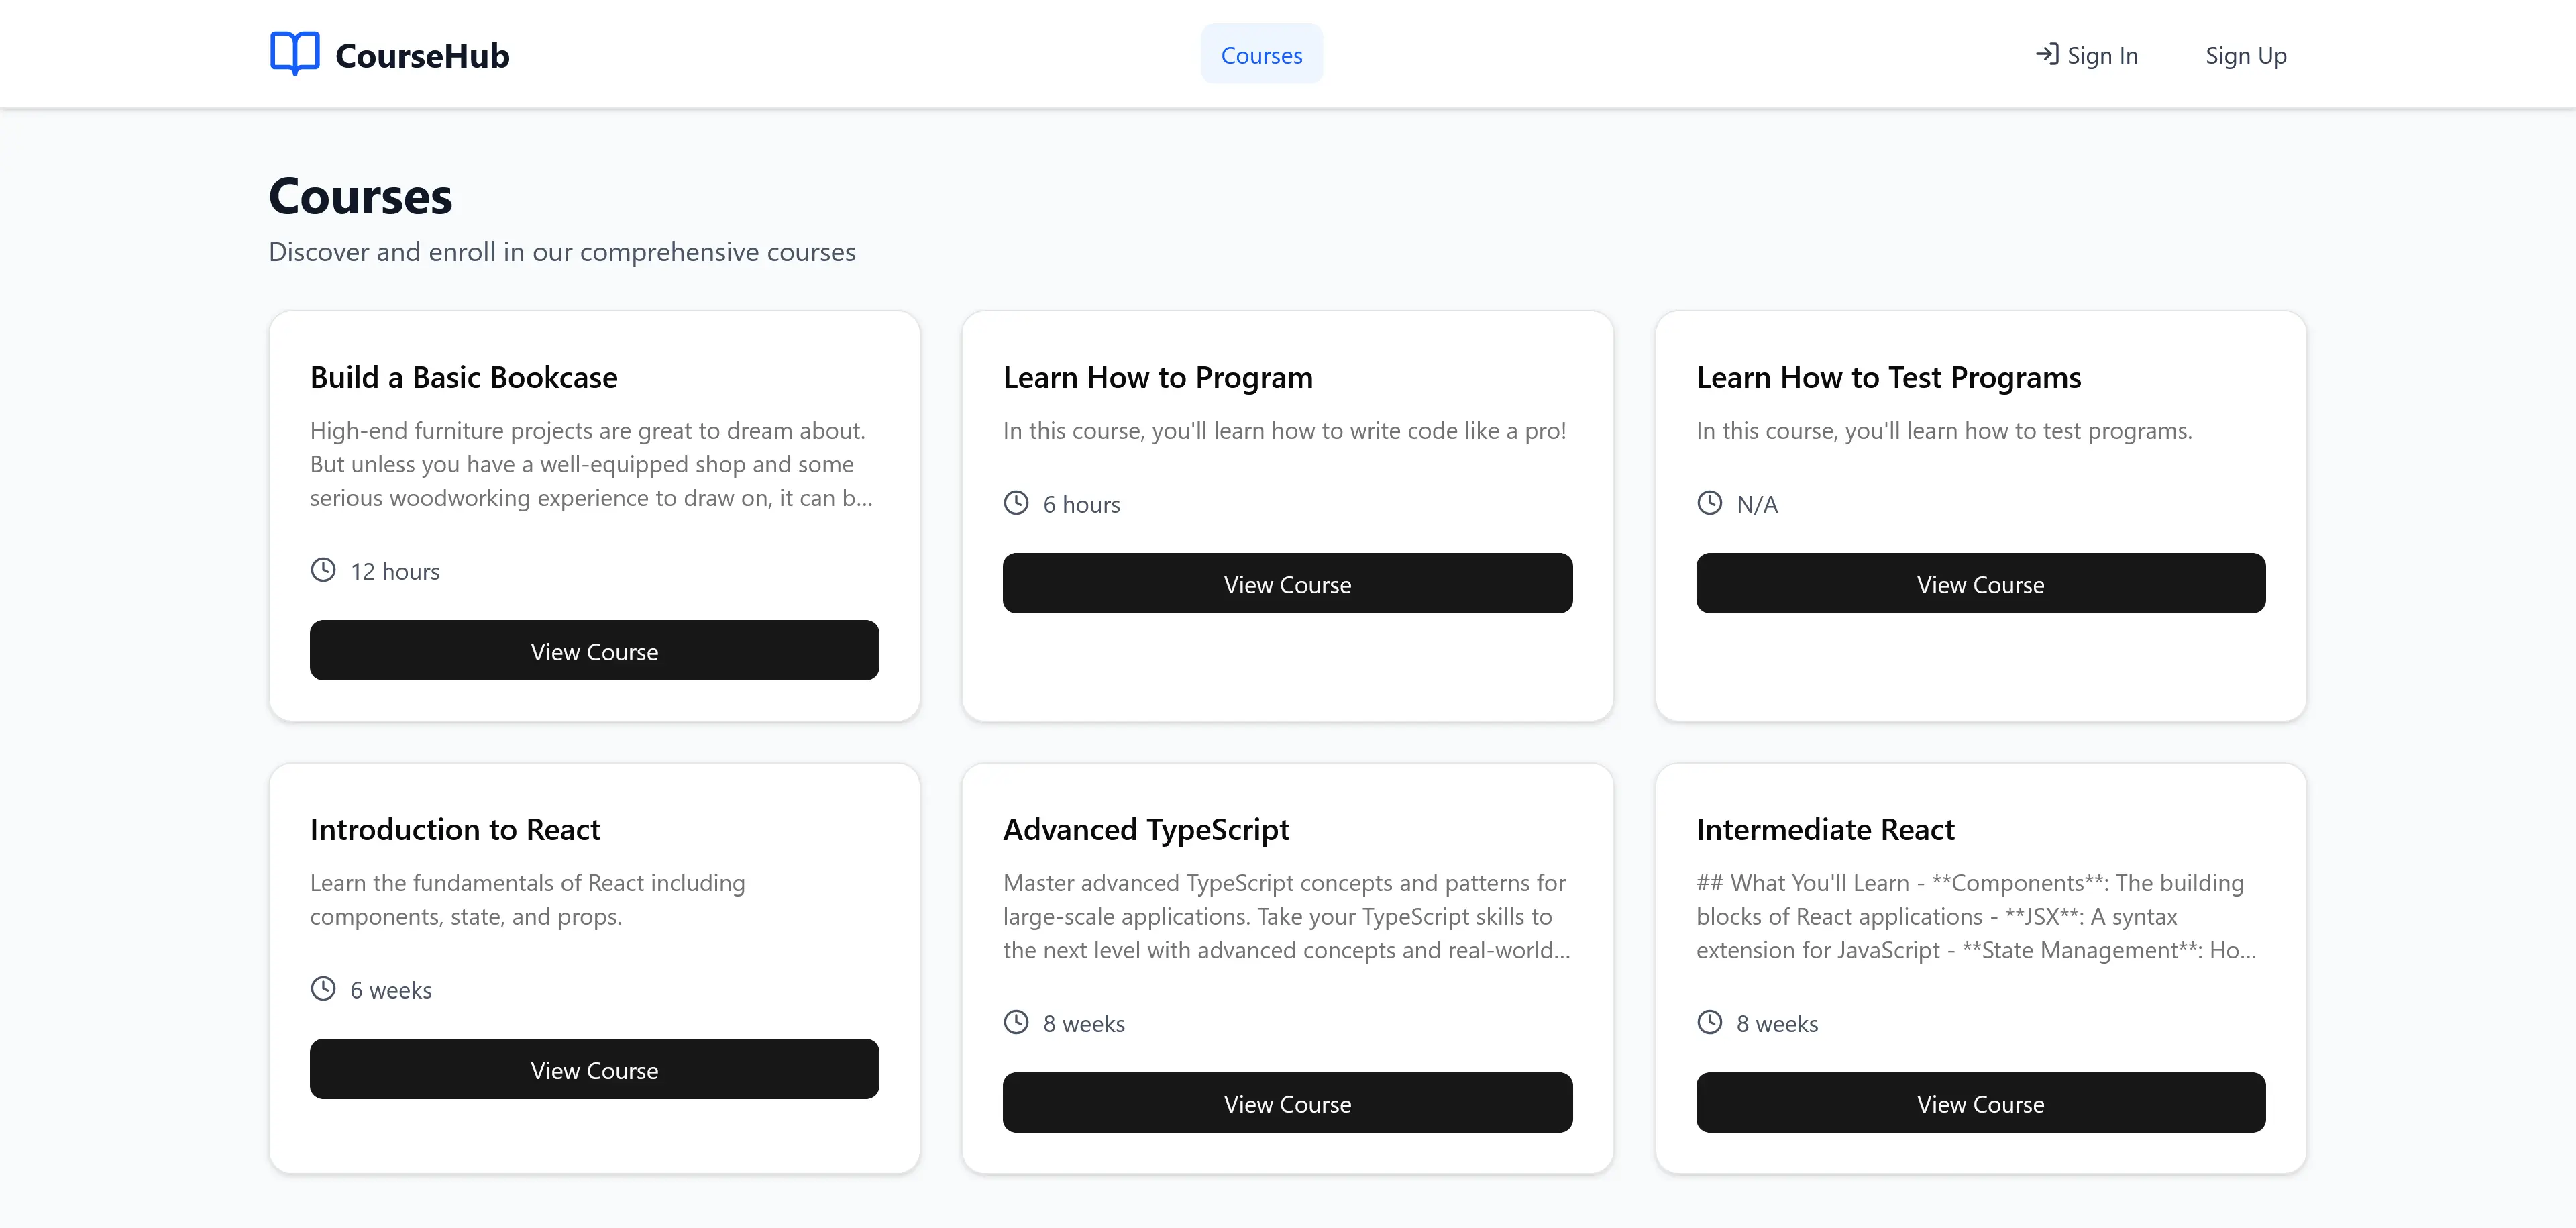 CourseHub
Courses
Sign In
Sign Up
Courses
Discover and enroll in our comprehensive courses
Build a Basic Bookcase
High-end furniture projects are great to dream about.
But unless you have a well-equipped shop and some
serious woodworking experience to draw on, it can b...
12 hours
View Course
Learn How to Program
In this course, you'll learn how to write code like a pro!
6 hours
View Course
Learn How to Test Programs
In this course, you'll learn how to test programs.
N/A
View Course
Introduction to React
Learn the fundamentals of React including
components, state, and props.
6 weeks
View Course
Advanced TypeScript
Master advanced TypeScript concepts and patterns for
large-scale applications. Take your TypeScript skills to
the next level with advanced concepts and real-world...
8 weeks
View Course
Intermediate React
## What You'll Learn - **Components**: The building
blocks of React applications - **JSX**: A syntax
extension for JavaScript - **State Management**: Ho...
8 weeks
View Course